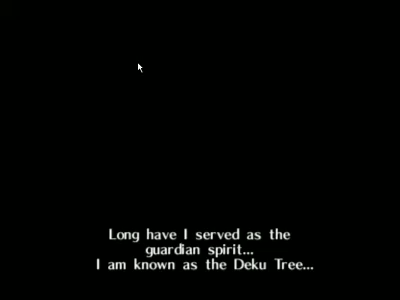 Long have I served as the
guardian spirit...
I am known as the Deku Tree...